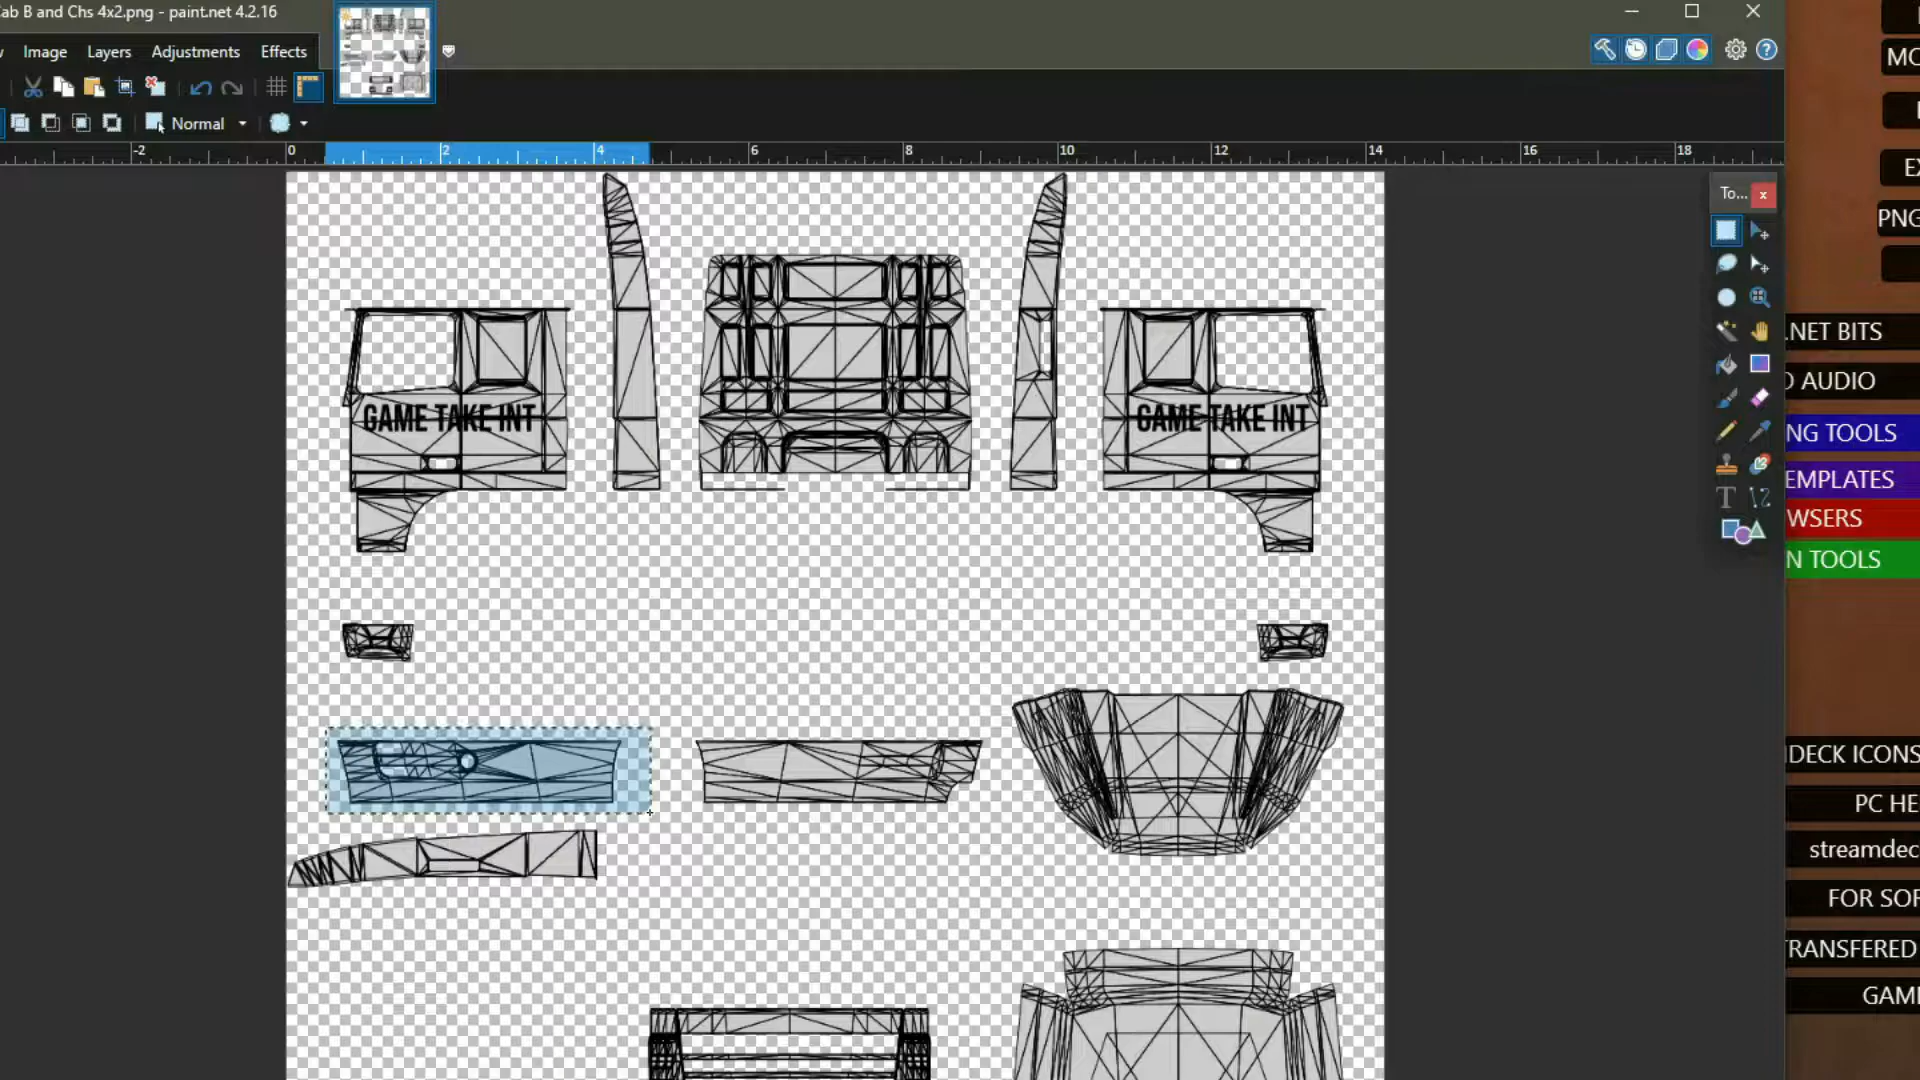 ab B and Chs 4x2.png - paint.net 4.2.16
Image Layers Adjustments Effects
Normal
-2 0 2 4 6 8 10 12 14 16 18
To...
GAME TAKE INT
GAME TAKE INT
MO
EX
PNG
.NET BITS
O AUDIO
NG TOOLS
EMPLATES
WSERS
N TOOLS
DECK ICONS
PC HE
streamdec
FOR SOF
TRANSFERED
GAME